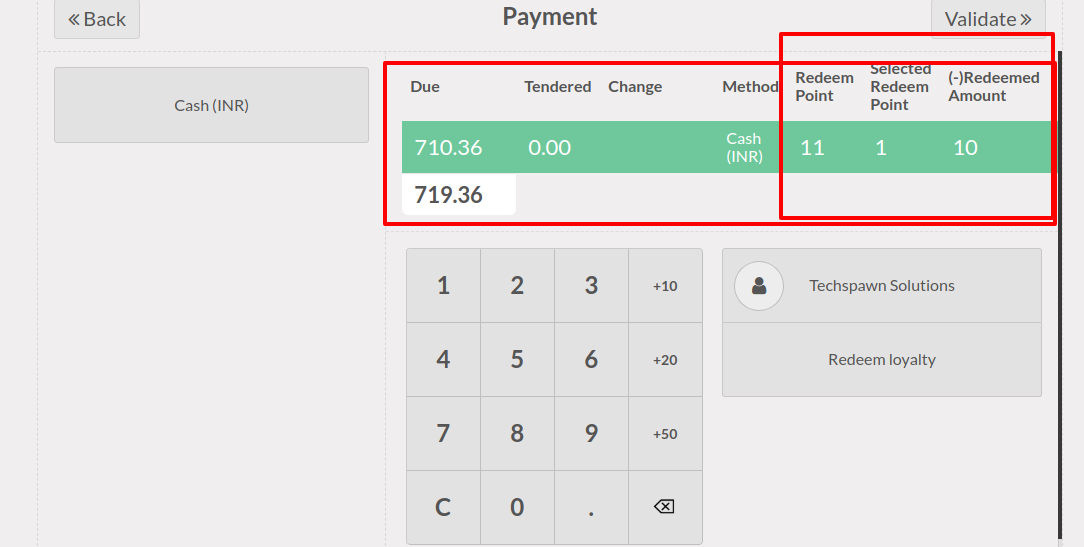 « Back
Payment
Validate »
Cash (INR)
Due Tendered Change Method Redeem Point Selected Redeem Point (-)Redeemed Amount
710.36 0.00 Cash (INR) 11 1 10
719.36
1 2 3 +10
4 5 6 +20
7 8 9 +50
C 0 .
Techspawn Solutions
Redeem loyalty